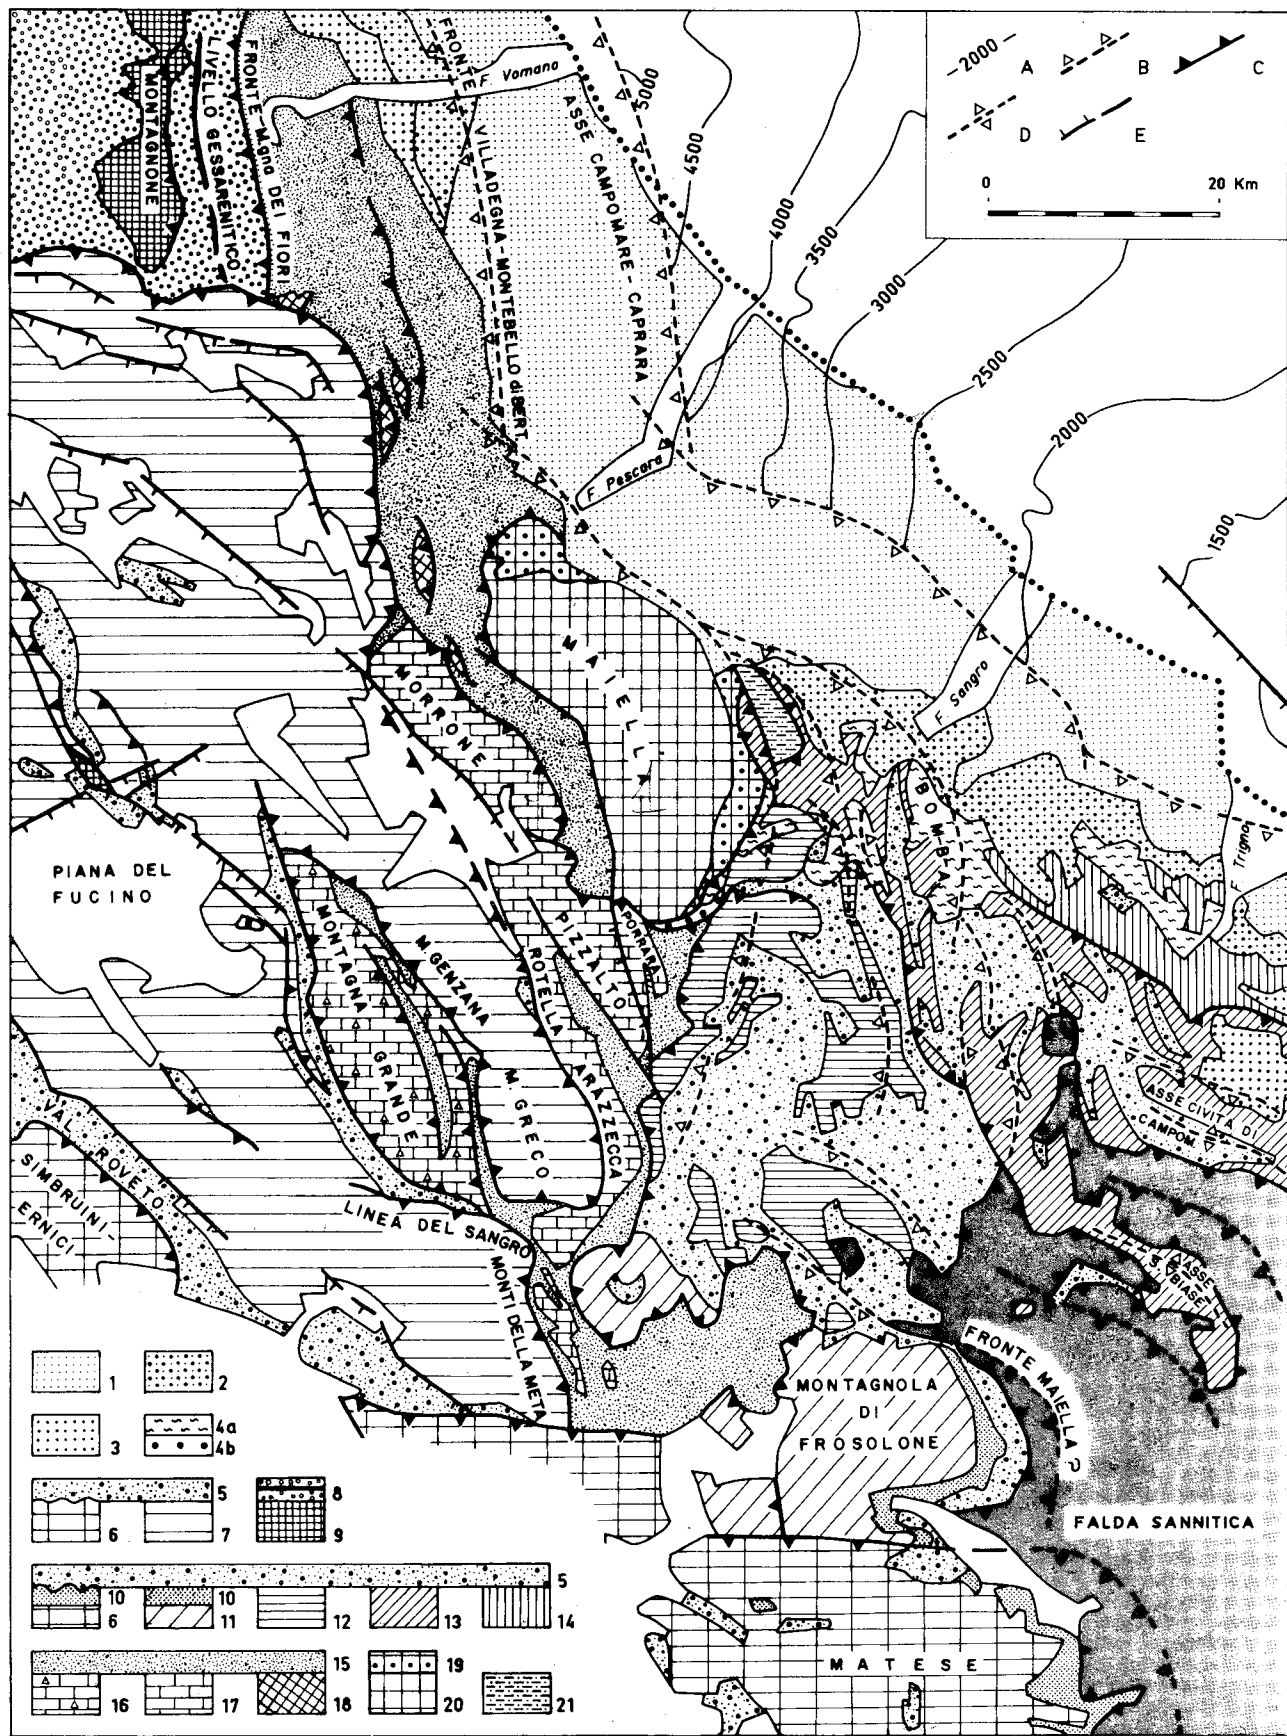 MONTAGNONE
LIVELLO GESSARENITICO
FRONTE M.gna DEI FIORI
FRONTE VILLADEGNA-MONTEBELLO di BERT.
F. Vomano
ASSE CAMPOMARE-CAPRARA
5000
4500
4000
3500
3000
2500
2000
1500
-2000-
A
B
C
D
E
0
20 Km
F Pescara
MAIELLA
MORRONE
F Sangro
BOMBA
F Trigno
PIANA DEL
FUCINO
MONTAGNA
GRANDE
M GENZANA
M. GRECO
ROTELLA
ARAZZECCA
PIZZALTO
PORRARA
ASSE CIVITA DI
CAMPOM.
VAL ROVETO
SIMBRUINI-
ERNICI
LINEA DEL SANGRO
MONTI DELLA META
ASSE
S. BIASE
FRONTE MAIELLA ?
MONTAGNOLA
DI
FROSOLONE
FALDA SANNITICA
MATESE
1
2
3
4a
4b
5
6
7
8
9
5
10
6
10
11
12
13
14
15
16
17
18
19
20
21